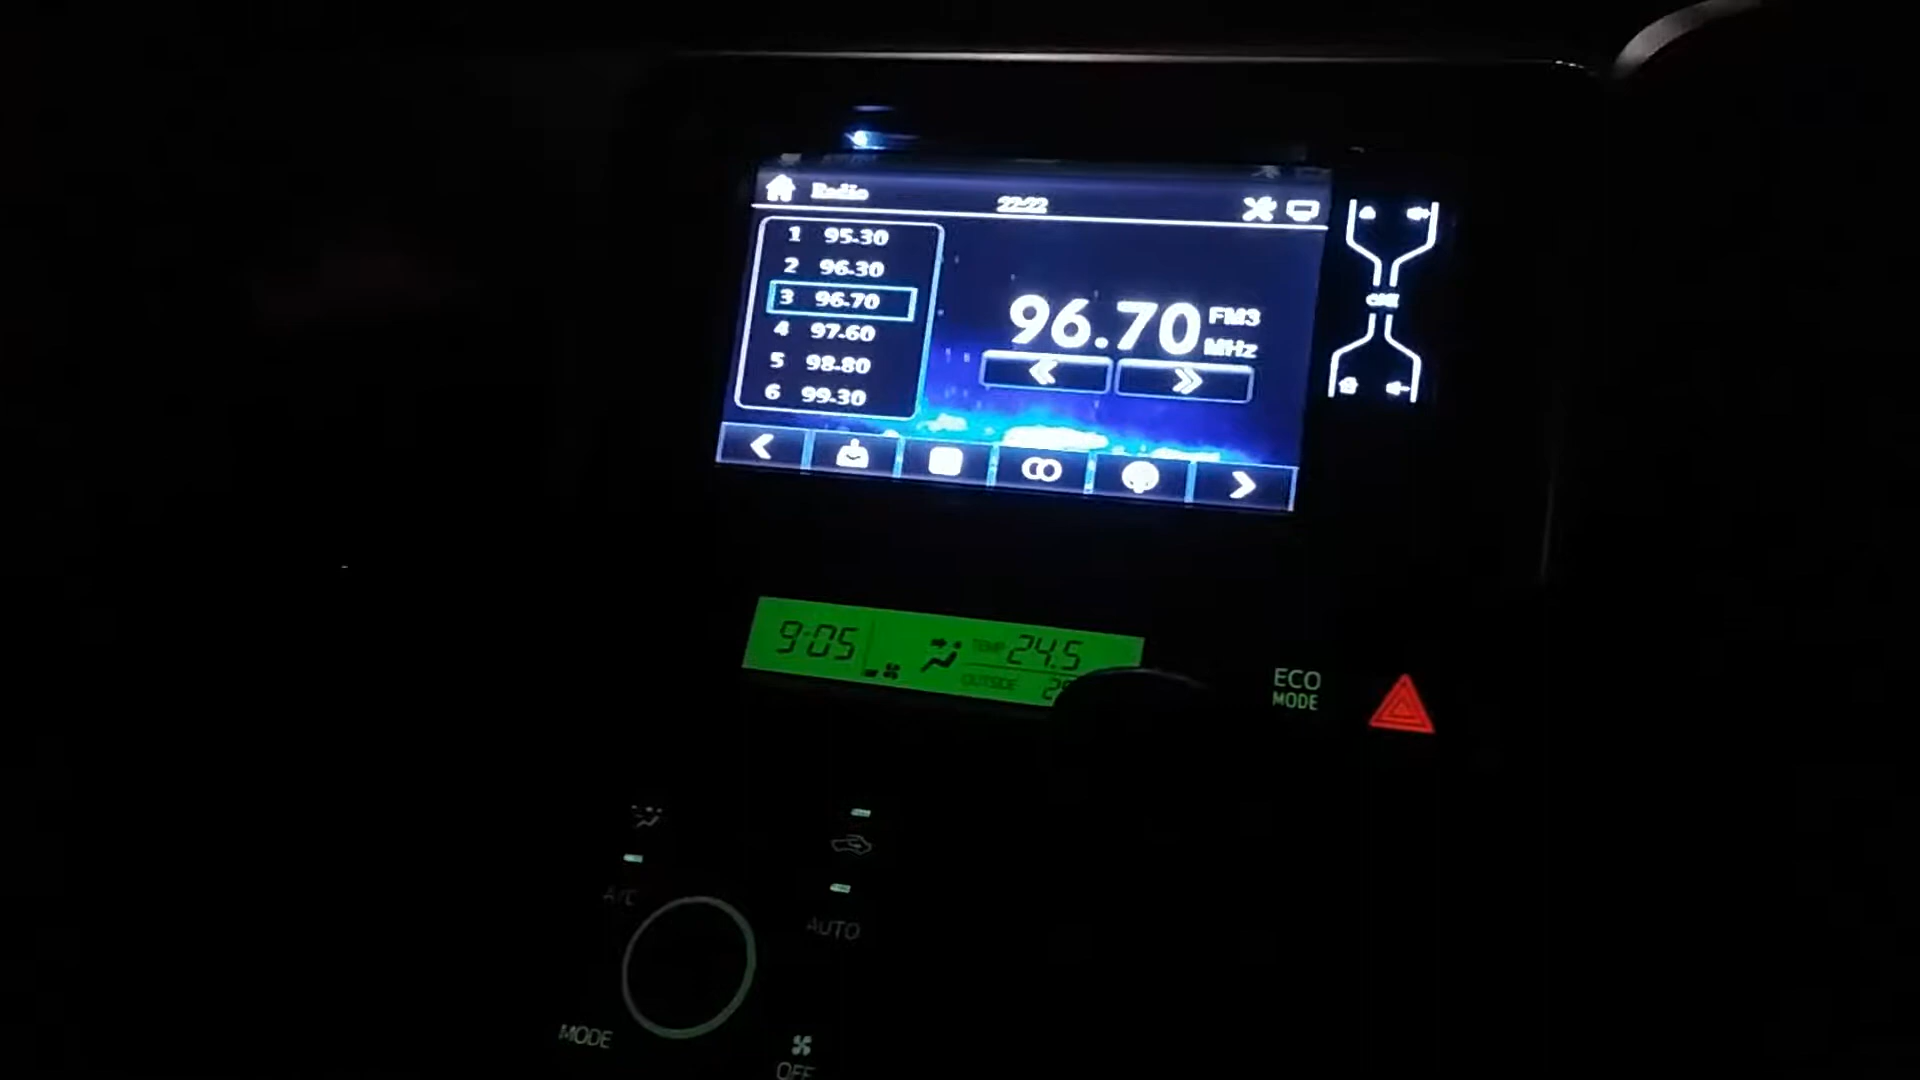 Radio
22:22
1 95.30
2 96.30
3 96.70
4 97.60
5 98.80
6 99.30
96.70 FM3
MHz
9:05
TEMP 24.5
OUTSIDE
ECO
MODE
A/C
AUTO
MODE
OFF